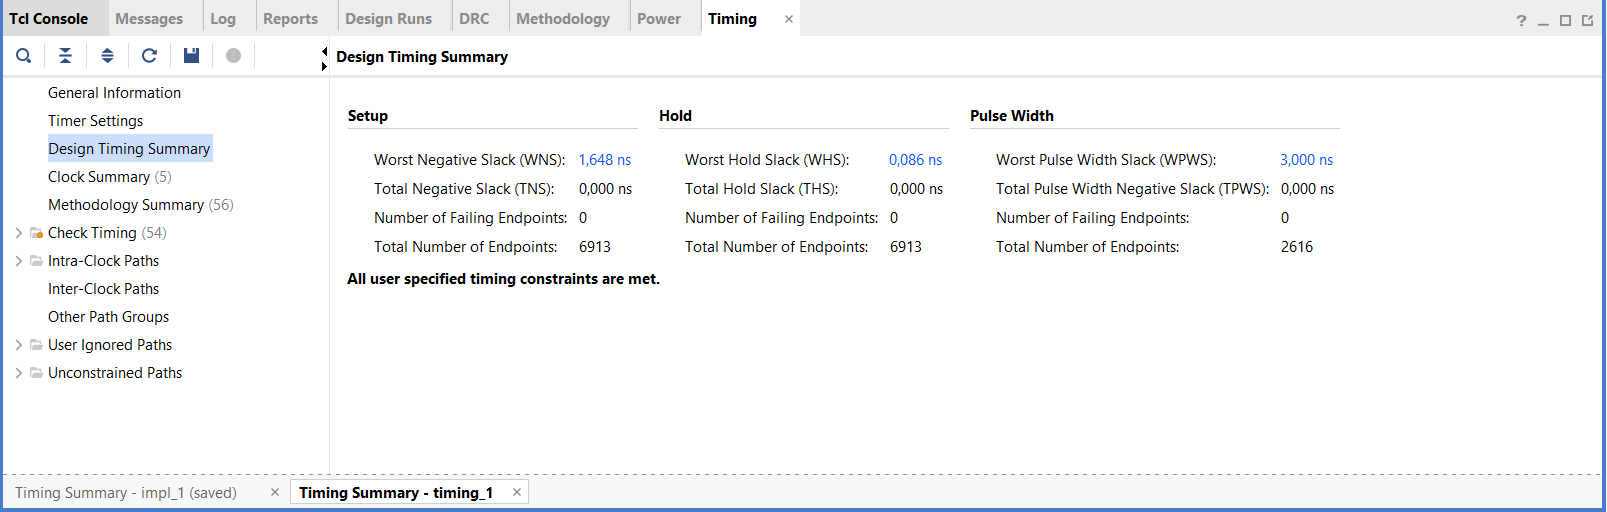 Tcl Console Messages Log Reports Design Runs DRC Methodology Power Timing × ?
Design Timing Summary
General Information
Timer Settings
Design Timing Summary
Clock Summary (5)
Methodology Summary (56)
Check Timing (54)
Intra-Clock Paths
Inter-Clock Paths
Other Path Groups
User Ignored Paths
Unconstrained Paths
Setup Hold Pulse Width
Worst Negative Slack (WNS): 1,648 ns Worst Hold Slack (WHS): 0,086 ns Worst Pulse Width Slack (WPWS): 3,000 ns
Total Negative Slack (TNS): 0,000 ns Total Hold Slack (THS): 0,000 ns Total Pulse Width Negative Slack (TPWS): 0,000 ns
Number of Failing Endpoints: 0 Number of Failing Endpoints: 0 Number of Failing Endpoints: 0
Total Number of Endpoints: 6913 Total Number of Endpoints: 6913 Total Number of Endpoints: 2616
All user specified timing constraints are met.
Timing Summary - impl_1 (saved) × Timing Summary - timing_1 ×